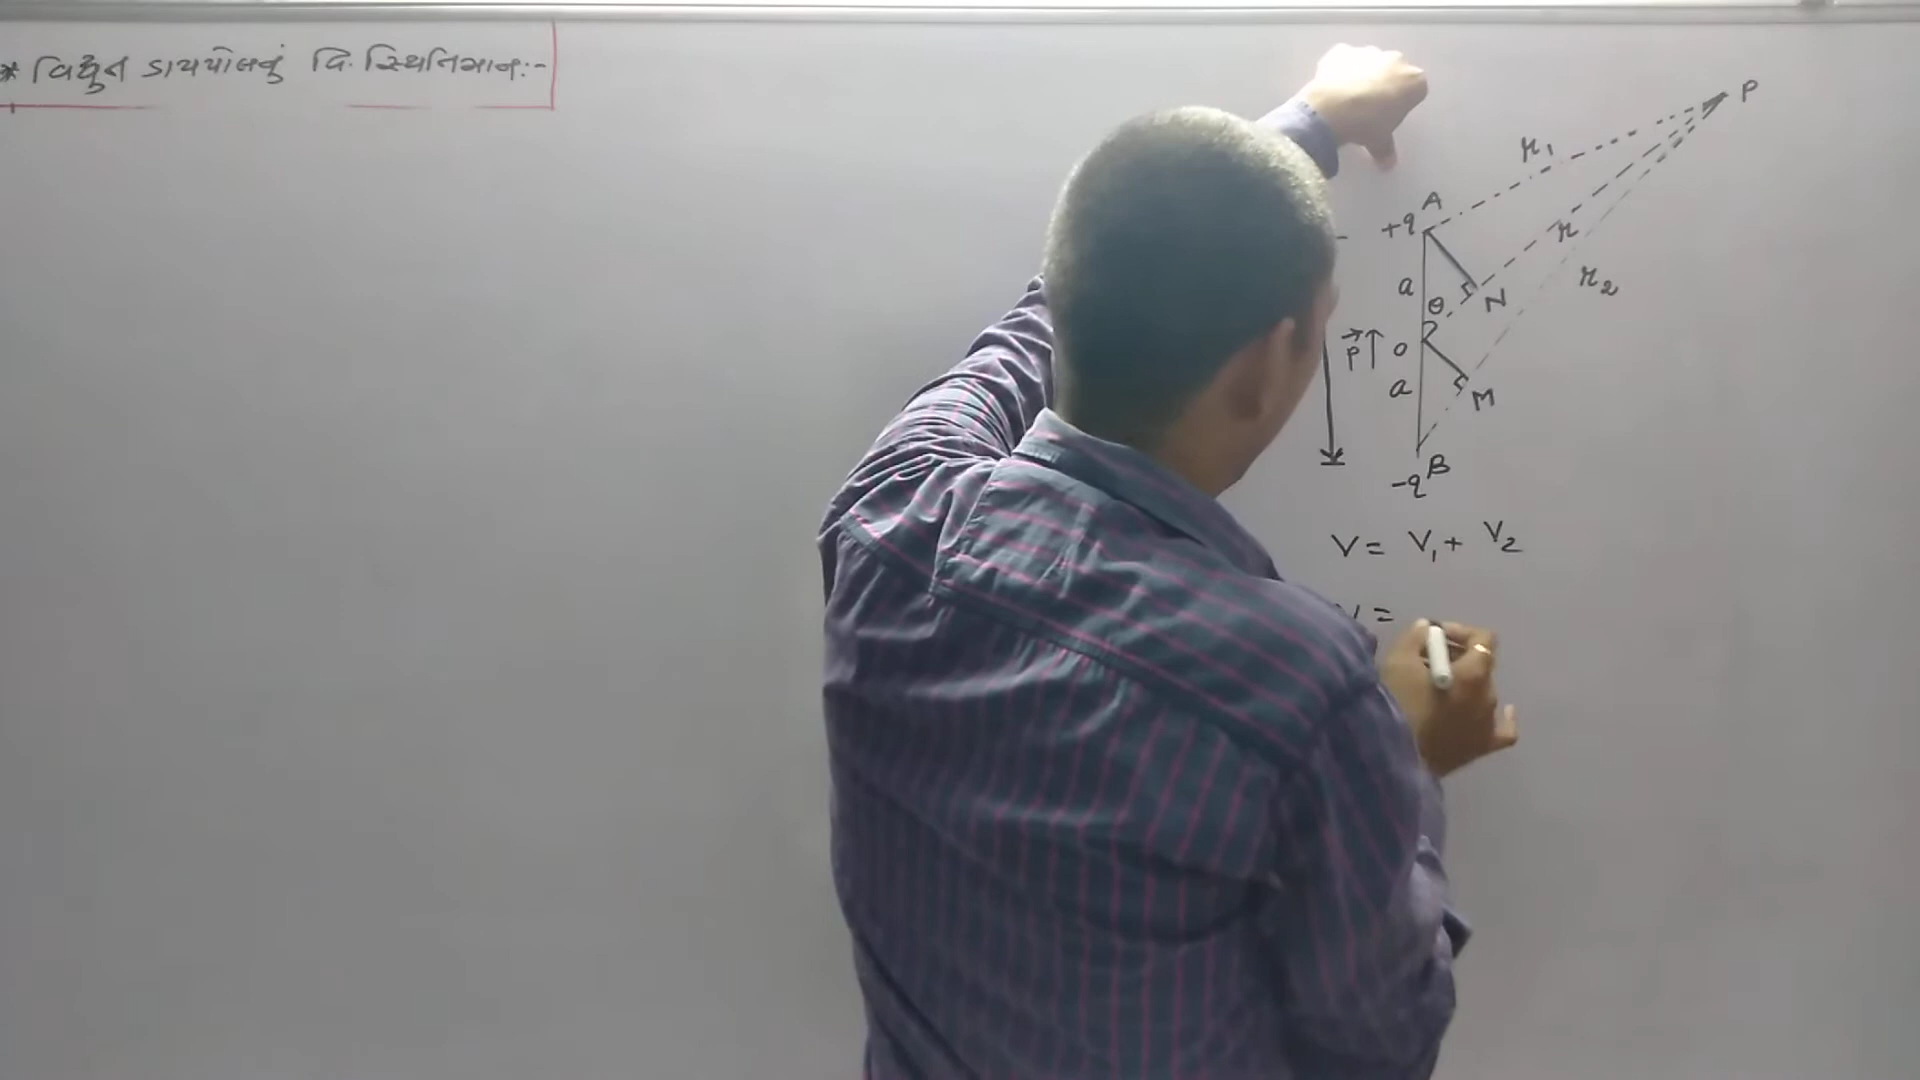 * વિદ્યુત ડાયપોલનું વિ. સ્થિતિમાન:-
P
r₁
A
+q
r
a
r₂
θ
N
p⃗↑
o
a
M
B
-q
V = V₁ + V₂
V =